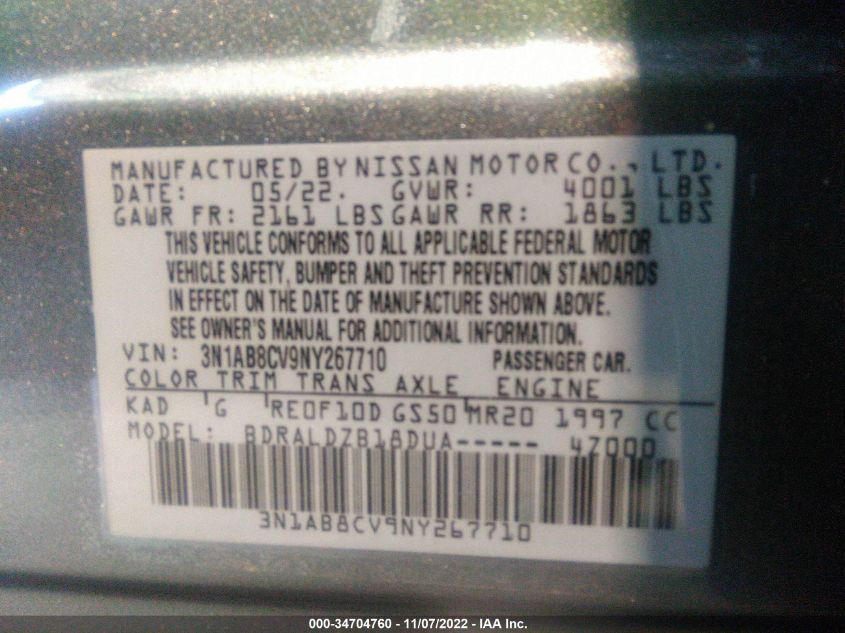 MANUFACTURED BY NISSAN MOTOR CO., LTD.
DATE: 05/22. GVWR: 4001 LBS
GAWR FR: 2161 LBS GAWR RR: 1863 LBS
THIS VEHICLE CONFORMS TO ALL APPLICABLE FEDERAL MOTOR
VEHICLE SAFETY, BUMPER AND THEFT PREVENTION STANDARDS
IN EFFECT ON THE DATE OF MANUFACTURE SHOWN ABOVE.
SEE OWNER'S MANUAL FOR ADDITIONAL INFORMATION.
VIN: 3N1AB8CV9NY267710 PASSENGER CAR.
COLOR TRIM TRANS AXLE ENGINE
KAD G RE0F10D GS50 MR20 1997 CC
MODEL: BDRALDZB18DUA----- 4Z000
3N1AB8CV9NY267710
000-34704760 - 11/07/2022 - IAA Inc.